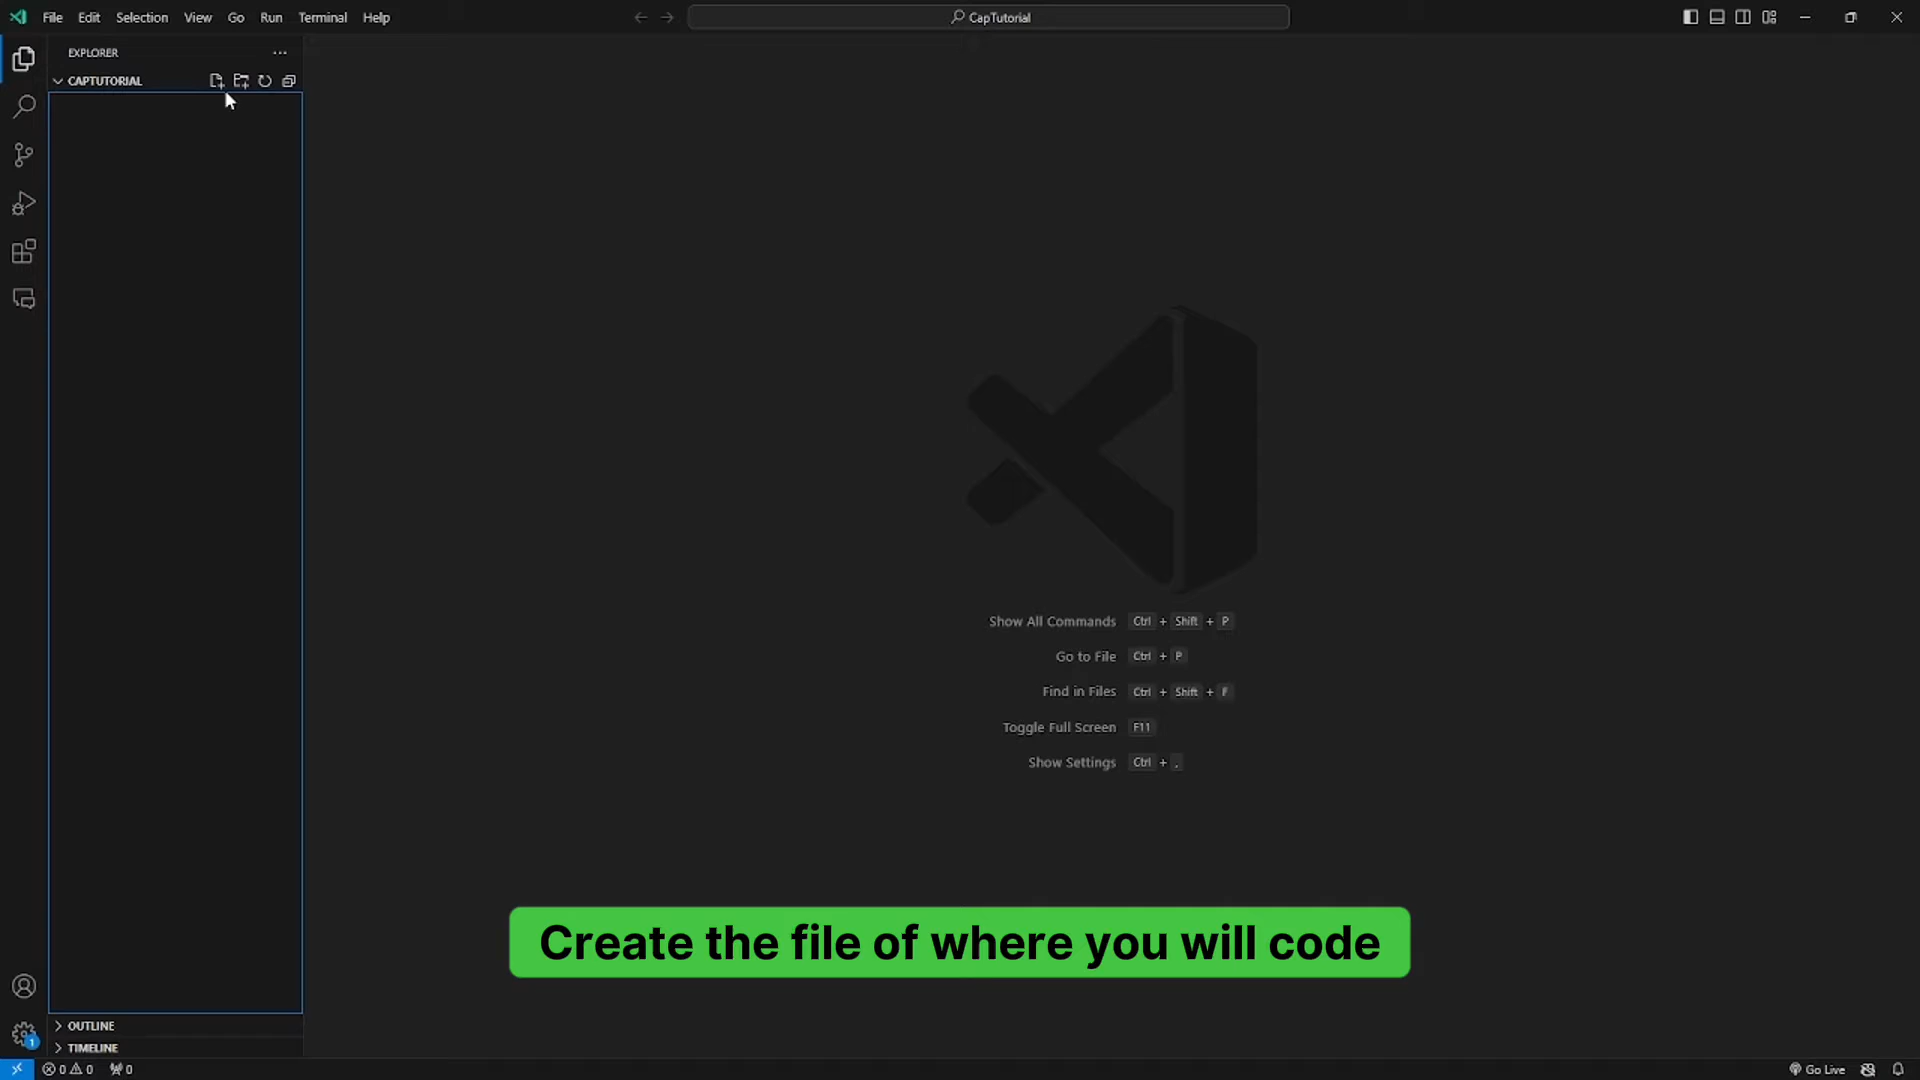 File Edit Selection View Go Run Terminal Help
CapTutorial
EXPLORER
CAPTUTORIAL
Show All Commands Ctrl + Shift + P
Go to File Ctrl + P
Find in Files Ctrl + Shift + F
Toggle Full Screen F11
Show Settings Ctrl + ,
Create the file of where you will code
OUTLINE
1
TIMELINE
0 0 0 Go Live